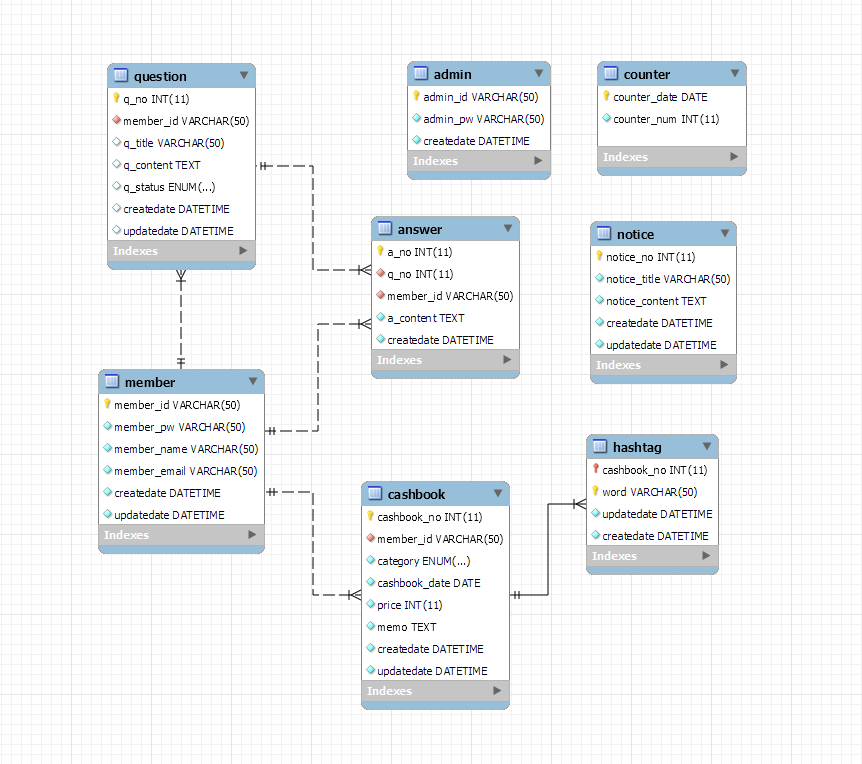 question
q_no INT(11)
member_id VARCHAR(50)
q_title VARCHAR(50)
q_content TEXT
q_status ENUM(...)
createdate DATETIME
updatedate DATETIME
Indexes
admin
admin_id VARCHAR(50)
admin_pw VARCHAR(50)
createdate DATETIME
Indexes
counter
counter_date DATE
counter_num INT(11)
Indexes
answer
a_no INT(11)
q_no INT(11)
member_id VARCHAR(50)
a_content TEXT
createdate DATETIME
Indexes
notice
notice_no INT(11)
notice_title VARCHAR(50)
notice_content TEXT
createdate DATETIME
updatedate DATETIME
Indexes
member
member_id VARCHAR(50)
member_pw VARCHAR(50)
member_name VARCHAR(50)
member_email VARCHAR(50)
createdate DATETIME
updatedate DATETIME
Indexes
cashbook
cashbook_no INT(11)
member_id VARCHAR(50)
category ENUM(...)
cashbook_date DATE
price INT(11)
memo TEXT
createdate DATETIME
updatedate DATETIME
Indexes
hashtag
cashbook_no INT(11)
word VARCHAR(50)
updatedate DATETIME
createdate DATETIME
Indexes